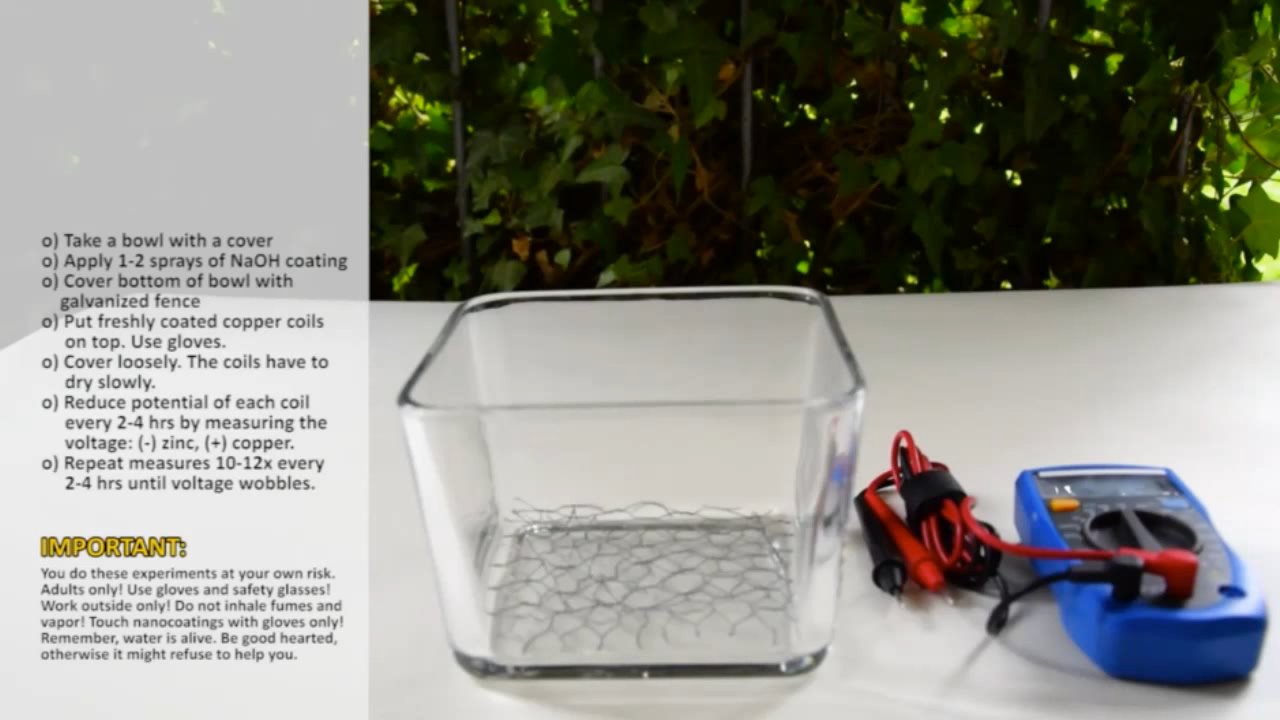 o) Take a bowl with a cover
o) Apply 1-2 sprays of NaOH coating
o) Cover bottom of bowl with
galvanized fence
o) Put freshly coated copper coils
on top. Use gloves.
o) Cover loosely. The coils have to
dry slowly.
o) Reduce potential of each coil
every 2-4 hrs by measuring the
voltage: (-) zinc, (+) copper.
o) Repeat measures 10-12x every
2-4 hrs until voltage wobbles.
IMPORTANT:
You do these experiments at your own risk.
Adults only! Use gloves and safety glasses!
Work outside only! Do not inhale fumes and
vapor! Touch nanocoatings with gloves only!
Remember, water is alive. Be good hearted,
otherwise it might refuse to help you.